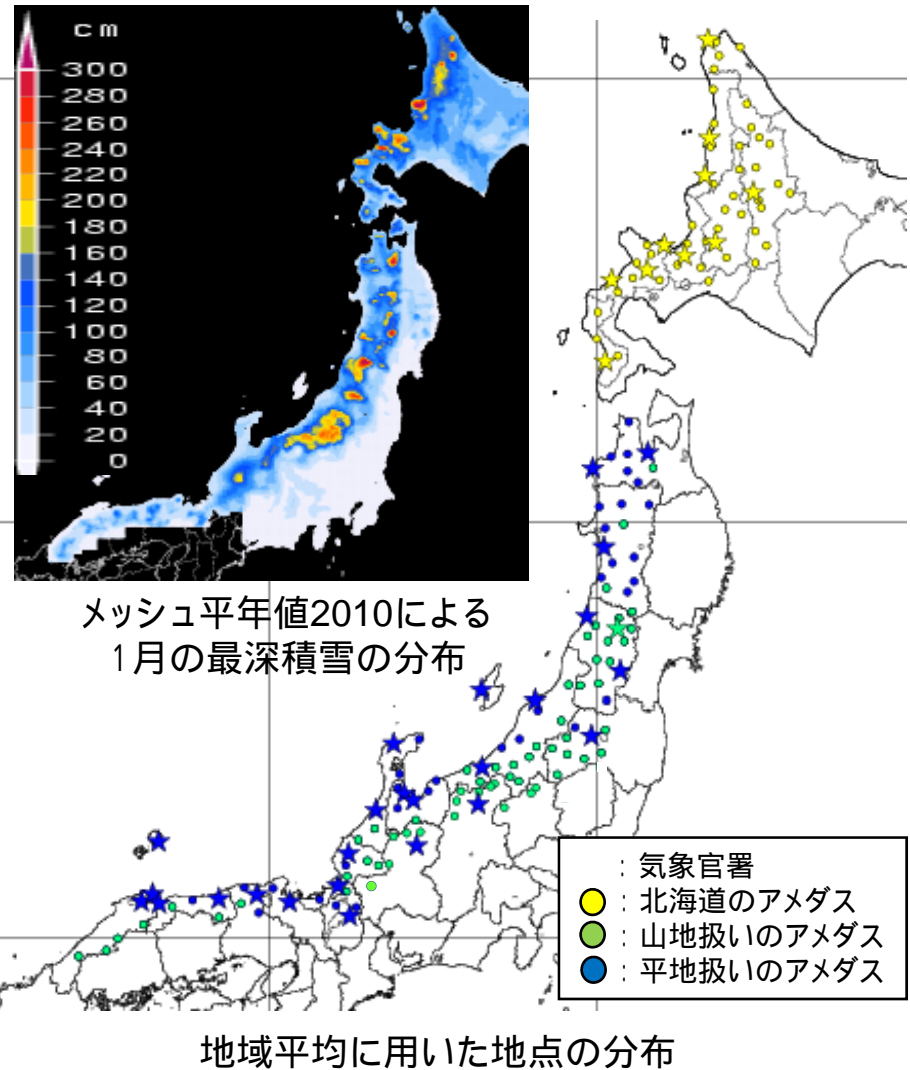 cm
300
280
260
240
220
200
180
160
140
120
100
80
60
40
20
0
メッシュ平年値2010による
1月の最深積雪の分布
: 気象官署
: 北海道のアメダス
: 山地扱いのアメダス
: 平地扱いのアメダス
地域平均に用いた地点の分布